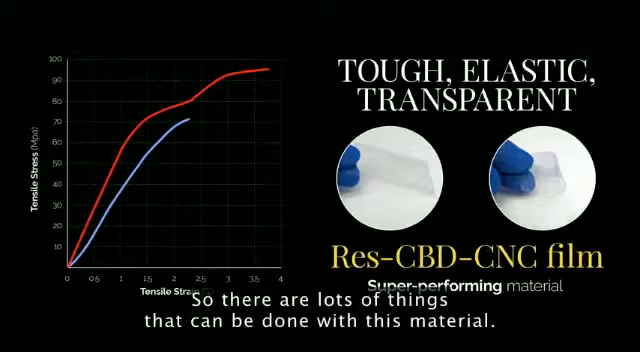 100
90
80
70
60
50
40
30
20
10
Tensile Stress (Mpa)
0 0.5 1 1.5 2 2.5 3 3.5 4
Tensile
TOUGH, ELASTIC,
TRANSPARENT
Res-CBD-CNC film
Super-performing material
So there are lots of things
that can be done with this material.